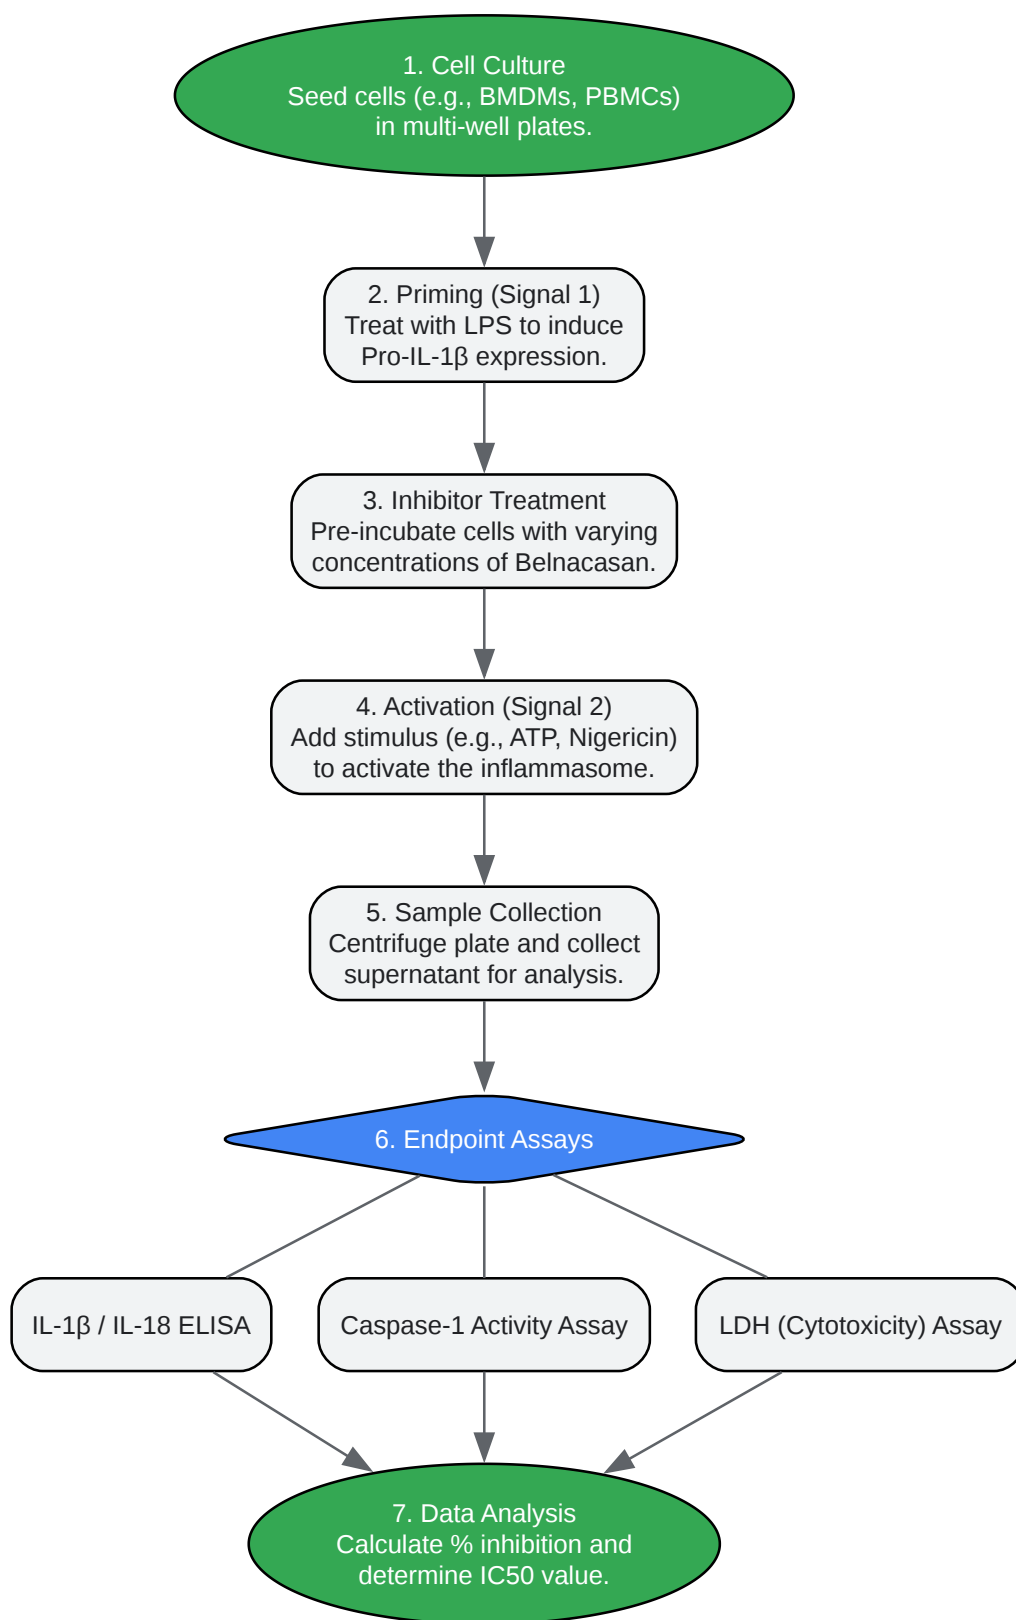 1. Cell Culture
Seed cells (e.g., BMDMs, PBMCs)
in multi-well plates.
2. Priming (Signal 1)
Treat with LPS to induce
Pro-IL-1β expression.
3. Inhibitor Treatment
Pre-incubate cells with varying
concentrations of Belnacasan.
4. Activation (Signal 2)
Add stimulus (e.g., ATP, Nigericin)
to activate the inflammasome.
5. Sample Collection
Centrifuge plate and collect
supernatant for analysis.
6. Endpoint Assays
IL-1β / IL-18 ELISA
Caspase-1 Activity Assay
LDH (Cytotoxicity) Assay
7. Data Analysis
Calculate % inhibition and
determine IC50 value.